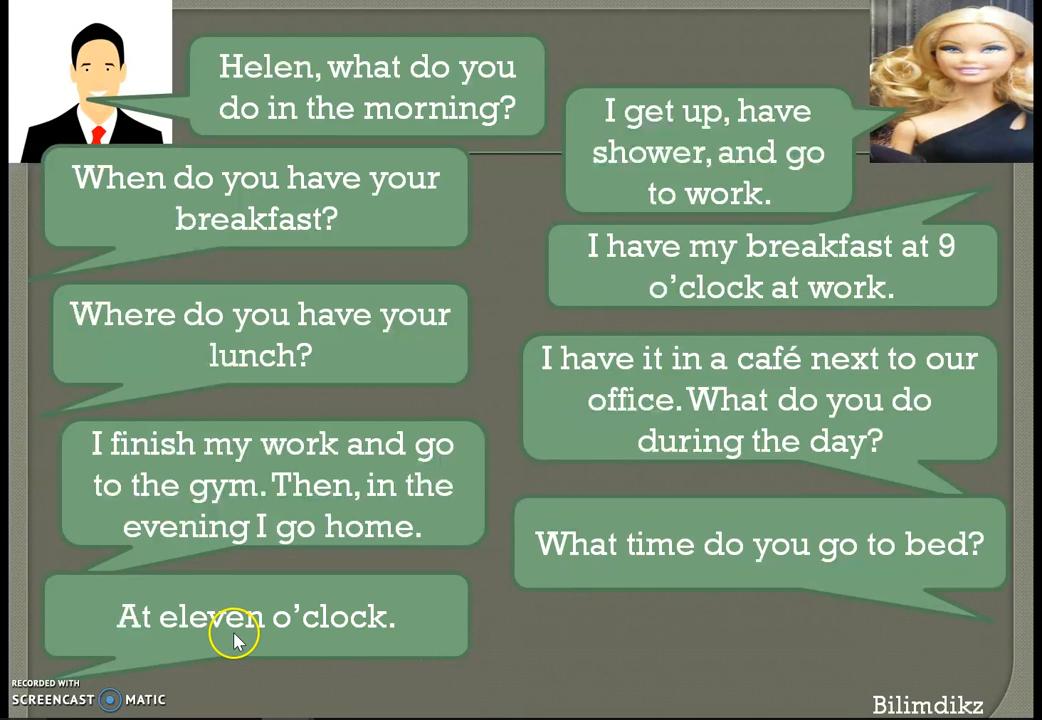 Helen, what do you
do in the morning?
I get up, have
shower, and go
to work.
When do you have your
breakfast?
I have my breakfast at 9
o’clock at work.
Where do you have your
lunch?
I have it in a café next to our
office. What do you do
during the day?
I finish my work and go
to the gym. Then, in the
evening I go home.
What time do you go to bed?
At eleven o’clock.
RECORDED WITH
SCREENCAST MATIC
Bilimdikz